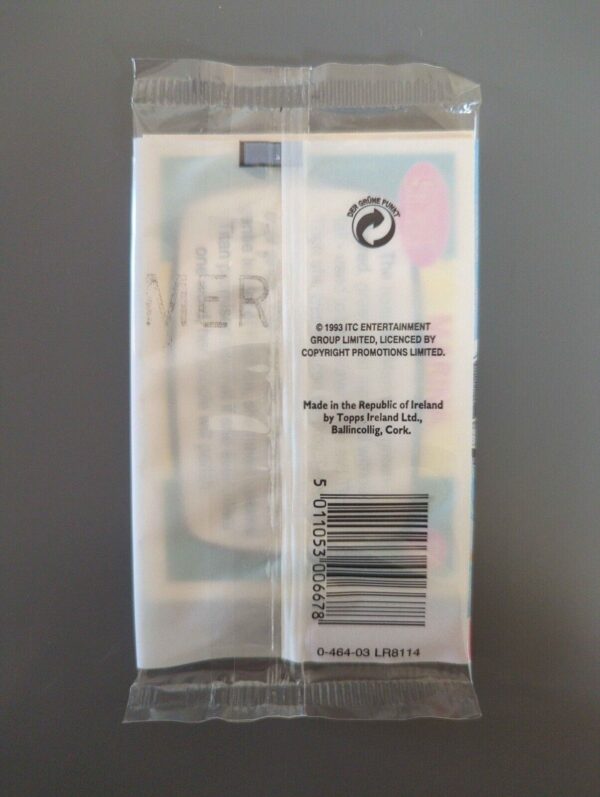 DER GRÜNE PUNKT
VER
© 1993 ITC ENTERTAINMENT
GROUP LIMITED, LICENCED BY
COPYRIGHT PROMOTIONS LIMITED.
Made in the Republic of Ireland
by Topps Ireland Ltd.,
Ballincollig, Cork.
5 011053 006678
0-464-03 LR8114